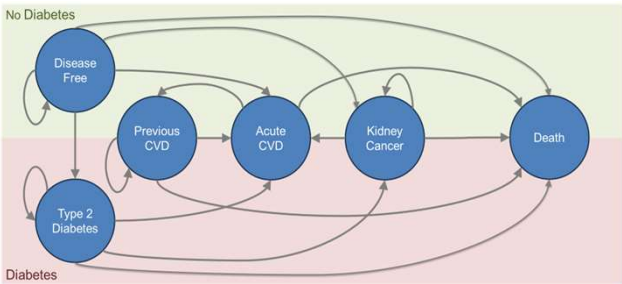 No Diabetes
Disease
Free
Previous
CVD
Acute
CVD
Kidney
Cancer
Death
Type 2
Diabetes
Diabetes